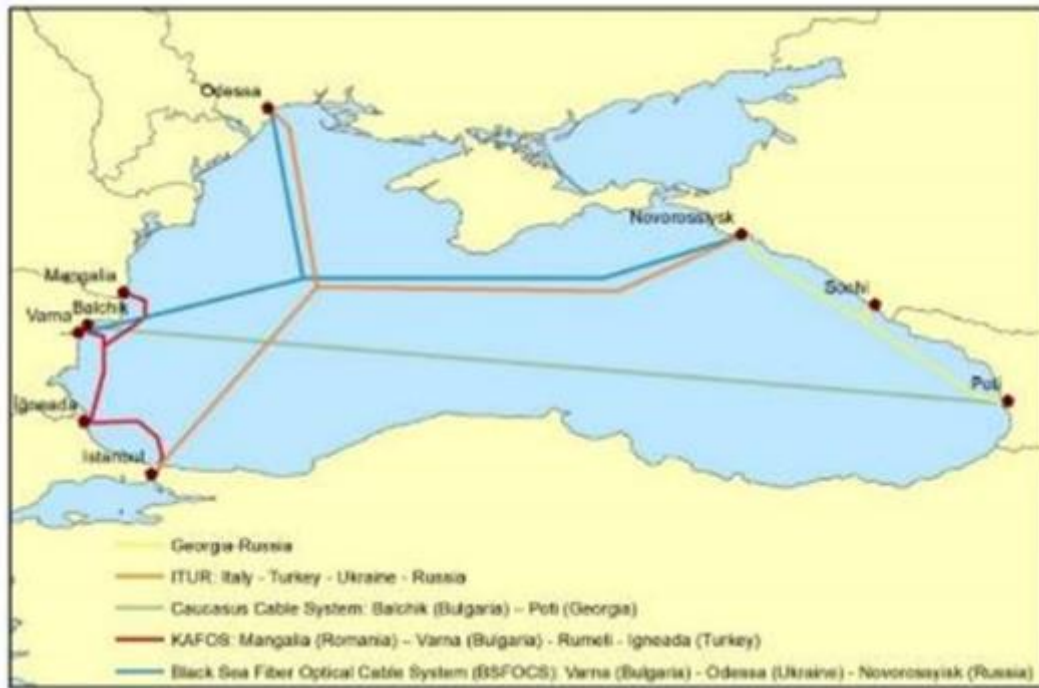 Odessa
Novorossiysk
Mangalia
Sochi
Balchik
Varna
Poti
Igneada
Istanbul
Georgia-Russia
ITUR: Italy - Turkey - Ukraine - Russia
Caucasus Cable System: Balchik (Bulgaria) – Poti (Georgia)
KAFOS: Mangalia (Romania) – Varna (Bulgaria) - Rumeli - Igneada (Turkey)
Black Sea Fiber Optical Cable System (BSFOCS): Varna (Bulgaria) - Odessa (Ukraine) - Novorossyisk (Russia)